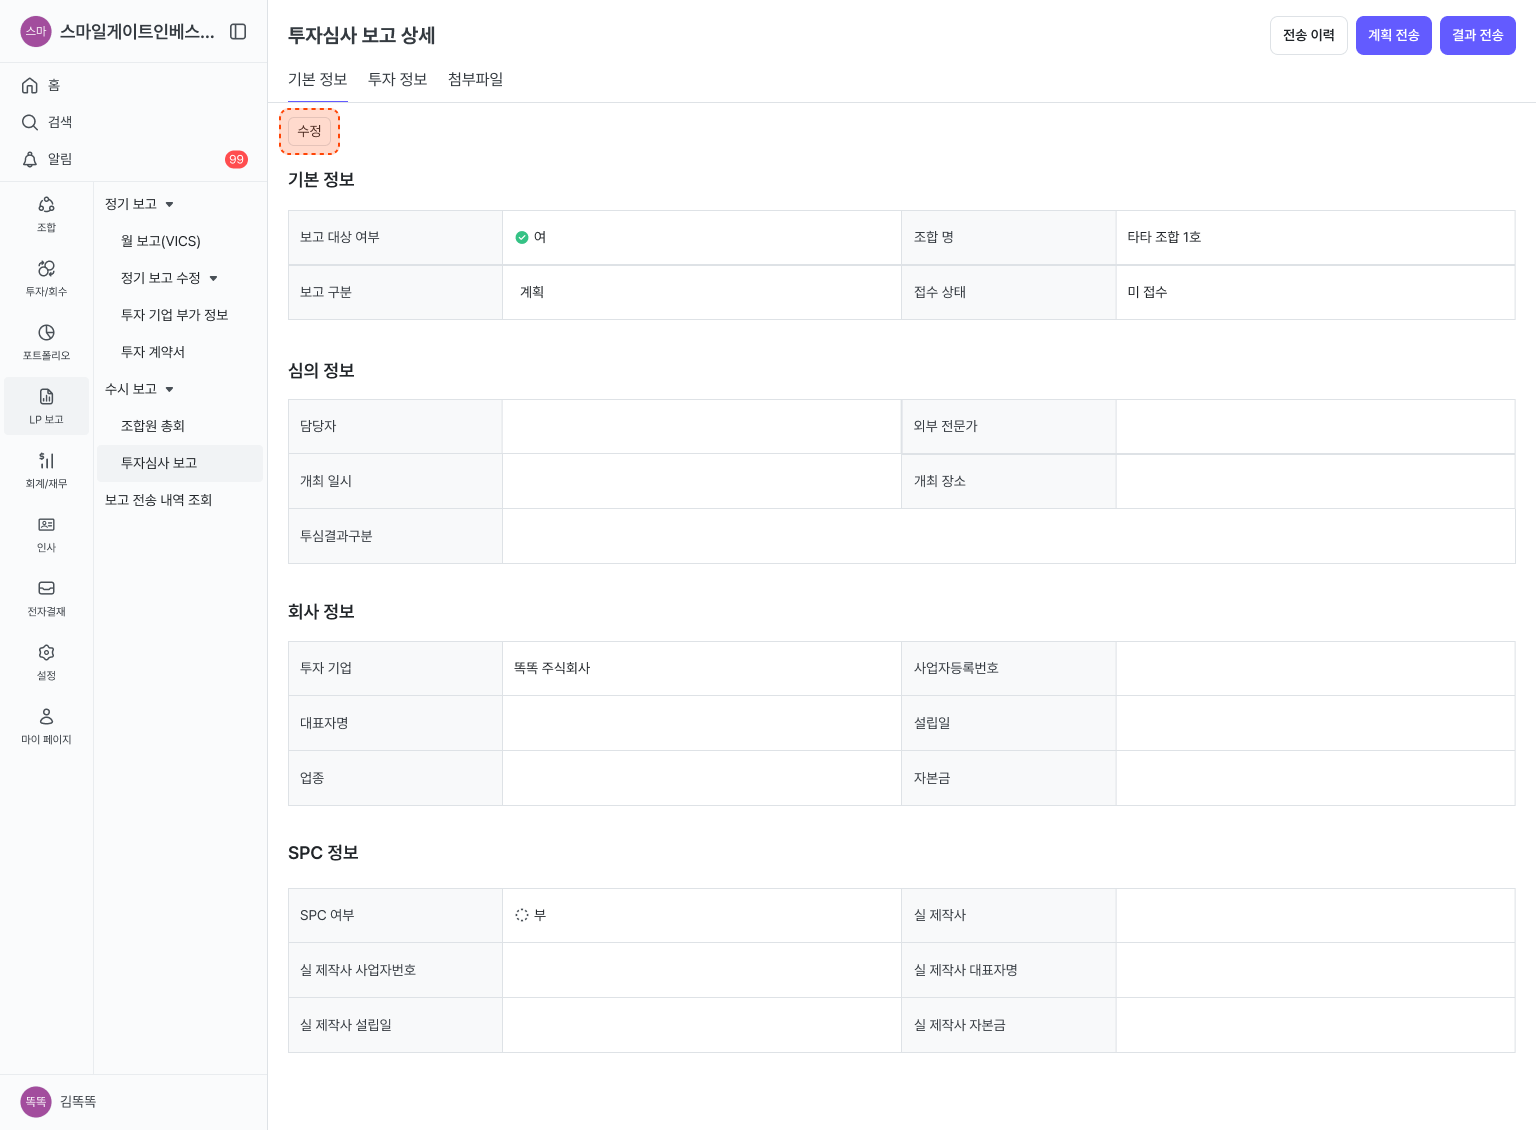 스마
스마일게이트인베스...
홈
검색
알림
99
조합
투자/회수
포트폴리오
LP 보고
회계/재무
인사
전자결재
설정
마이 페이지
정기 보고
월 보고(VICS)
정기 보고 수정
투자 기업 부가 정보
투자 계약서
수시 보고
조합원 총회
투자심사 보고
보고 전송 내역 조회
똑똑
김똑똑
투자심사 보고 상세
전송 이력
계획 전송
결과 전송
기본 정보
투자 정보
첨부파일
수정
기본 정보
보고 대상 여부
여
조합 명
타타 조합 1호
보고 구분
계획
접수 상태
미 접수
심의 정보
담당자
외부 전문가
개최 일시
개최 장소
투심결과구분
회사 정보
투자 기업
똑똑 주식회사
사업자등록번호
대표자명
설립일
업종
자본금
SPC 정보
SPC 여부
부
실 제작사
실 제작사 사업자번호
실 제작사 대표자명
실 제작사 설립일
실 제작사 자본금